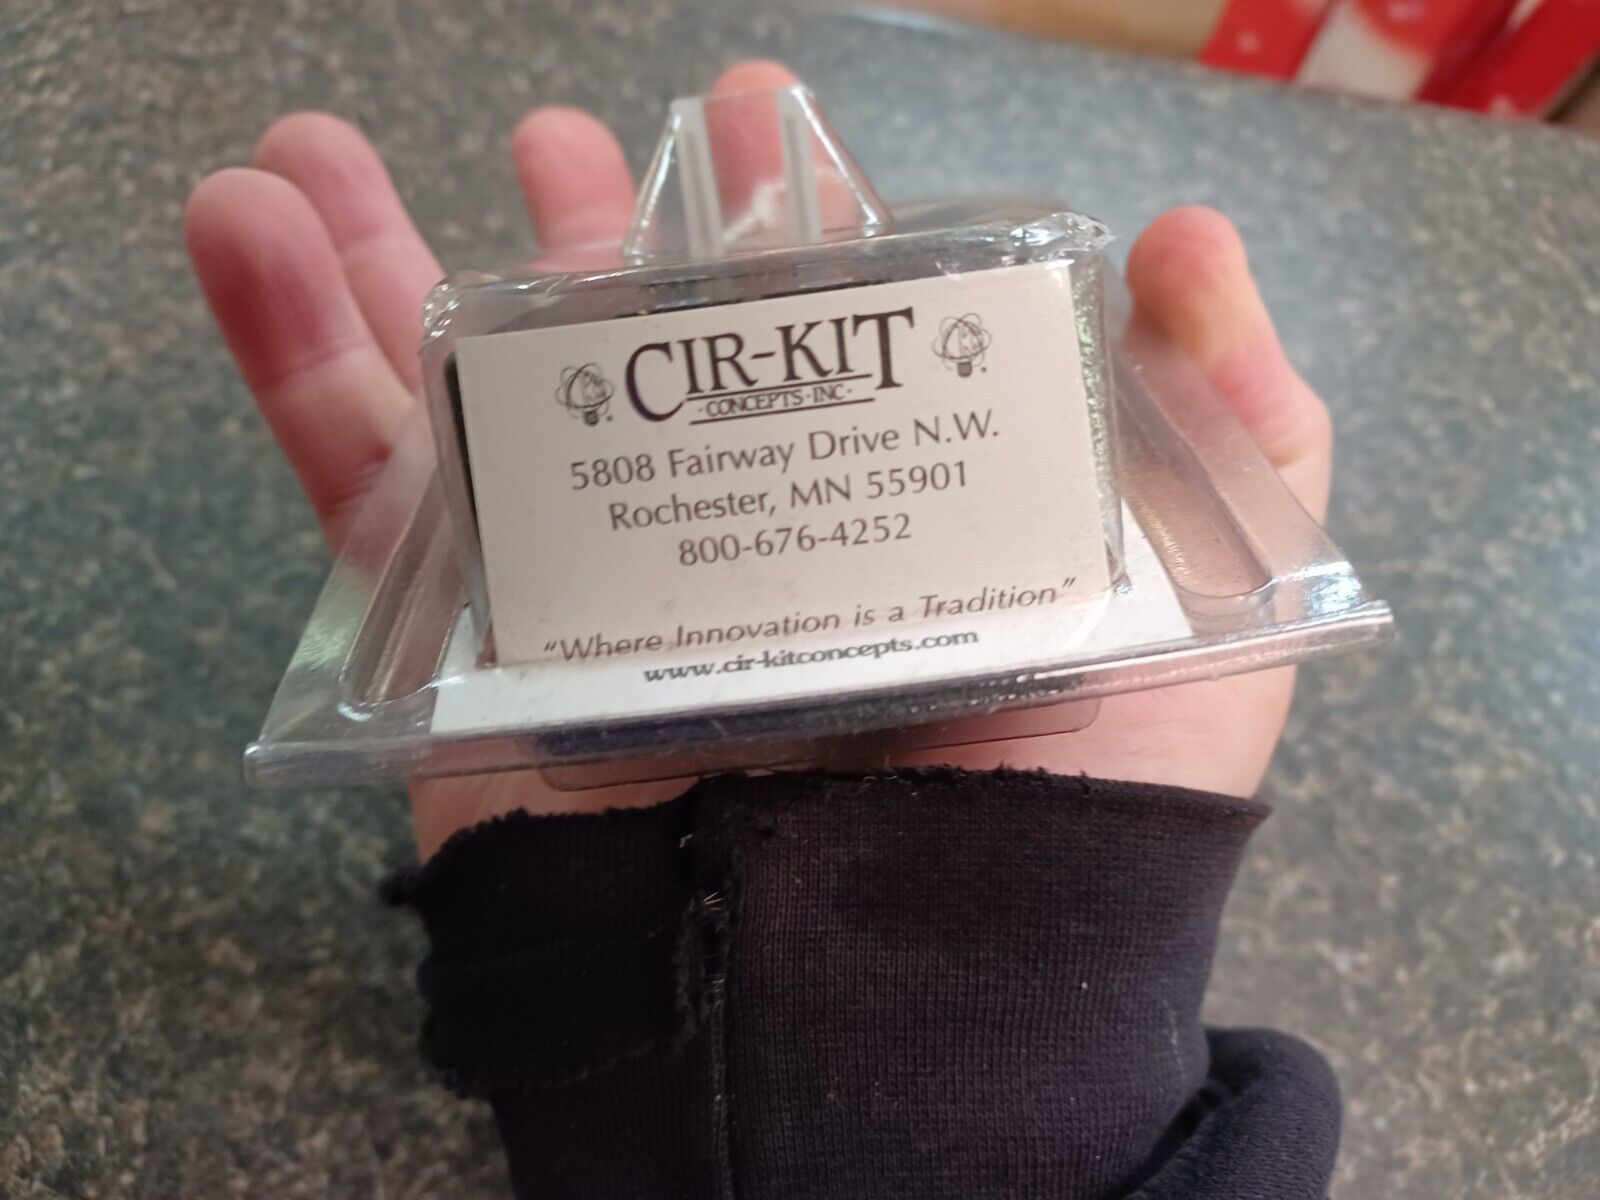 CIR-KIT
·CONCEPTS·INC·
5808 Fairway Drive N.W.
Rochester, MN 55901
800-676-4252
"Where Innovation is a Tradition"
www.cir-kitconcepts.com